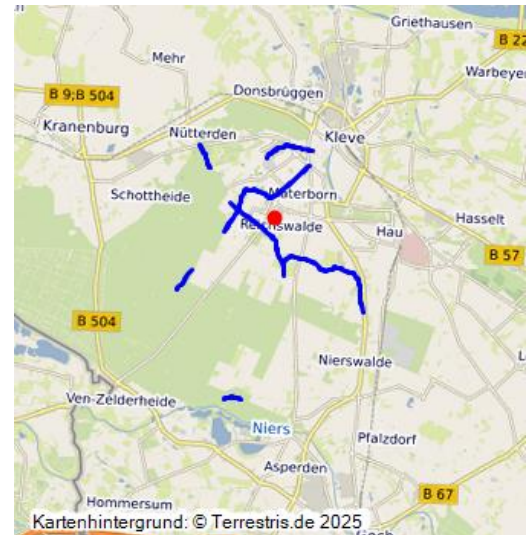 Griethausen
B 22
Mehr
Warbeyer
B 9;B 504
Donsbrüggen
Kranenburg
Nütterden
Kleve
Schottheide
Materborn
Hasselt
Reichswalde
Hau
B 57
B 504
Nierswalde
Ven-Zelderheide
Niers
Pfalzdorf
Asperden
B 67
Hommersum
Kartenhintergrund: © Terrestris.de 2025